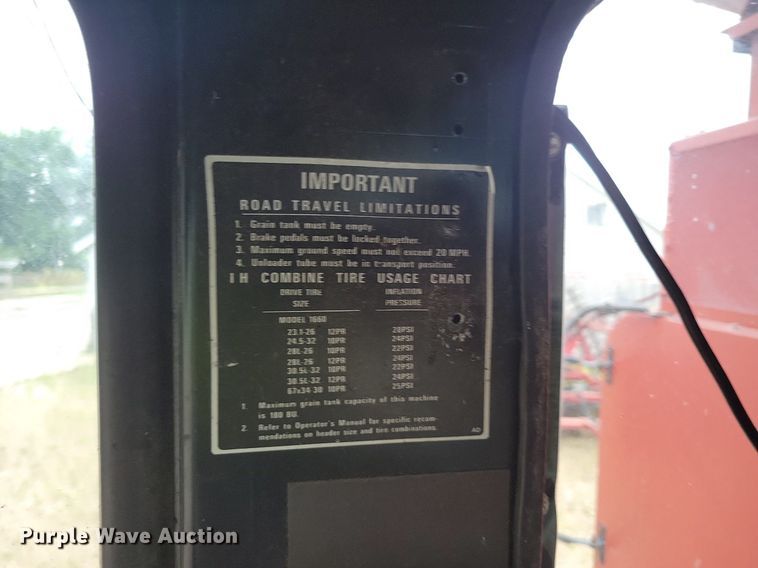 IMPORTANT
ROAD TRAVEL LIMITATIONS
1. Grain tank must be empty.
2. Brake pedals must be locked together.
3. Maximum ground speed must not exceed 20 MPH.
4. Unloader tube must be in transport position.
IH COMBINE TIRE USAGE CHART
DRIVE TIRE INFLATION
SIZE PRESSURE
MODEL 1660
23.1-26 12PR 28PSI
24.5-32 10PR 24PSI
28L-26 10PR 22PSI
28L-26 12PR 24PSI
30.5L-32 10PR 22PSI
30.5L-32 12PR 24PSI
67x34-30 10PR 25PSI
1. Maximum grain tank capacity of this machine
is 180 BU.
2. Refer to Operator's Manual for specific recom-
mendations on header size and tire combinations.
AD
Purple Wave Auction